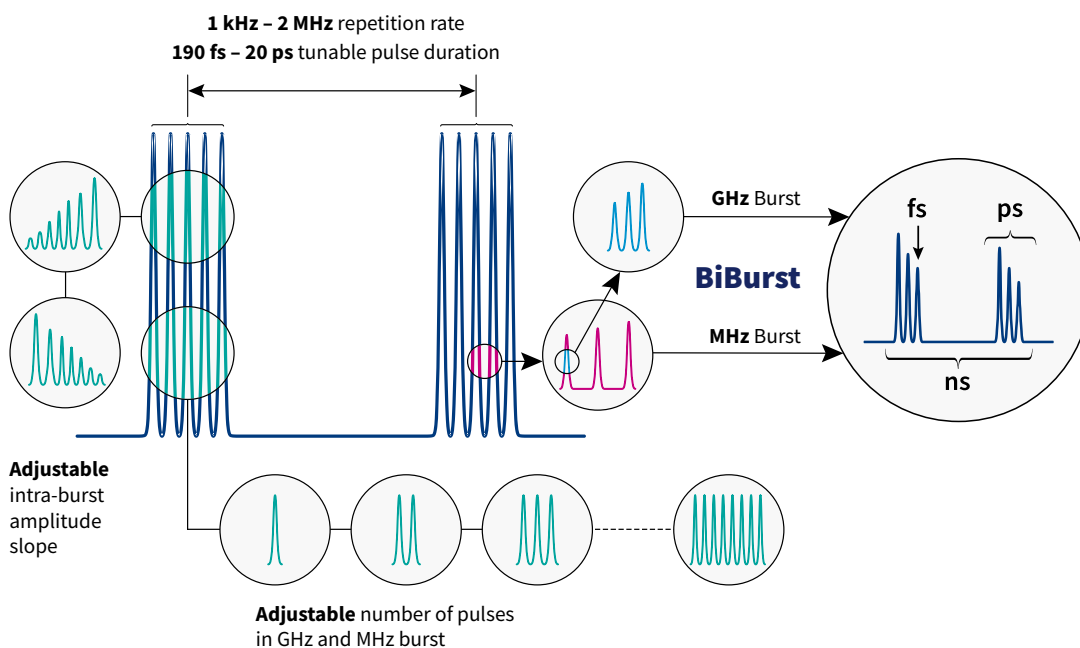 1 kHz – 2 MHz repetition rate
190 fs – 20 ps tunable pulse duration
GHz Burst
BiBurst
MHz Burst
fs
ps
ns
Adjustable
intra-burst
amplitude
slope
Adjustable number of pulses
in GHz and MHz burst